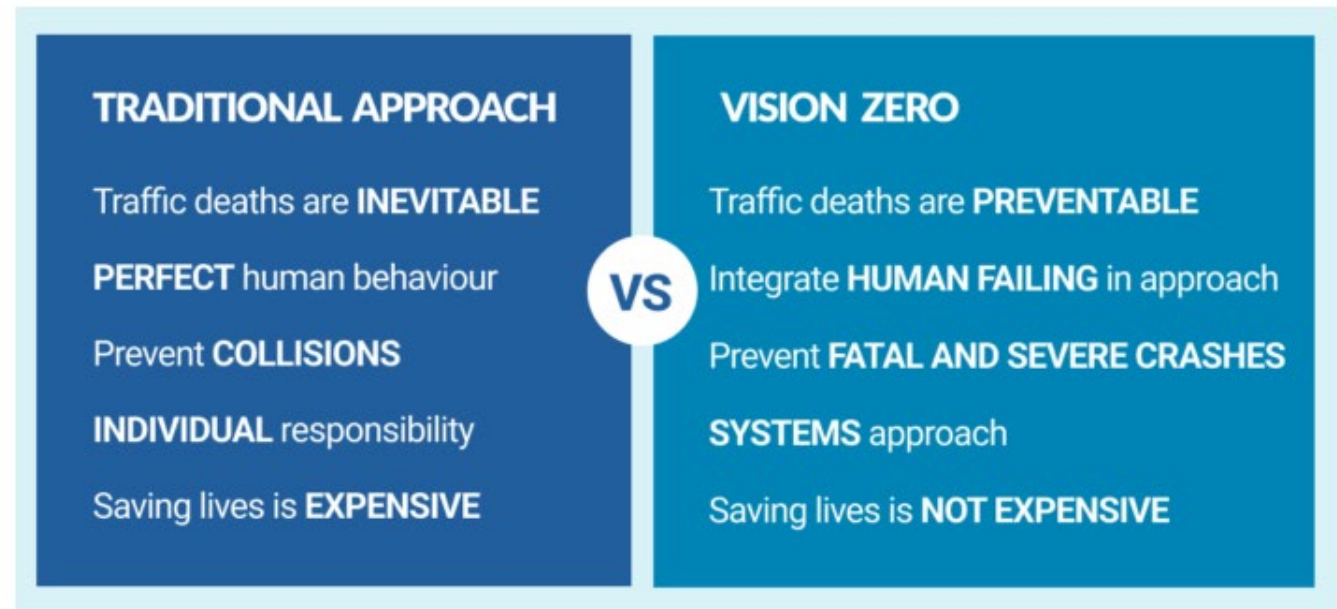 TRADITIONAL APPROACH
Traffic deaths are INEVITABLE
PERFECT human behaviour
Prevent COLLISIONS
INDIVIDUAL responsibility
Saving lives is EXPENSIVE
VS
VISION ZERO
Traffic deaths are PREVENTABLE
Integrate HUMAN FAILING in approach
Prevent FATAL AND SEVERE CRASHES
SYSTEMS approach
Saving lives is NOT EXPENSIVE